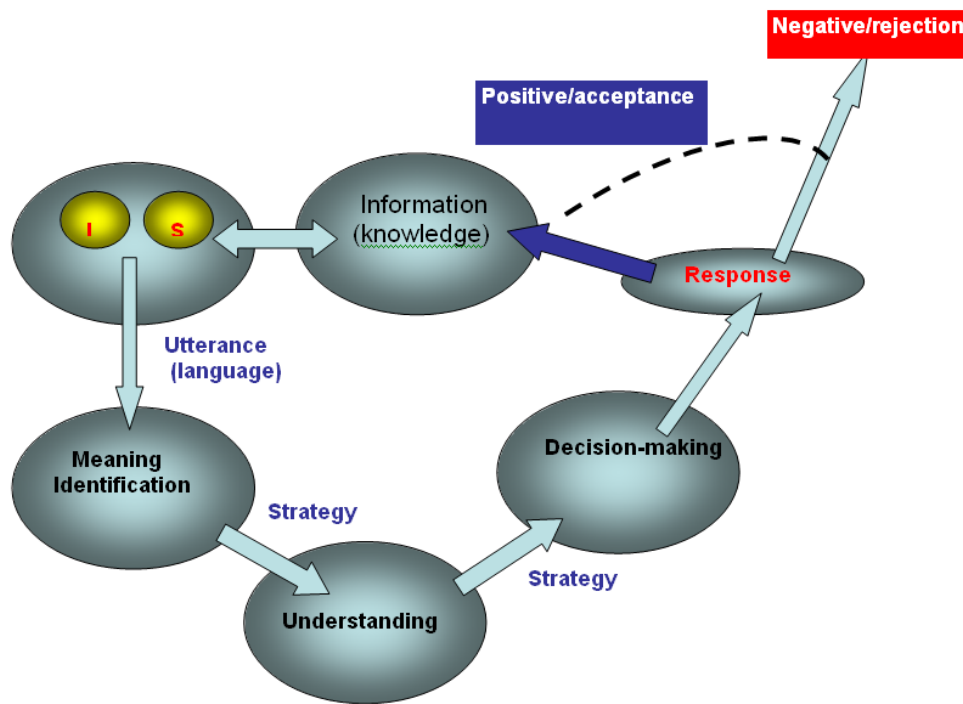 Negative/rejection
Positive/acceptance
I
S
Information
(knowledge)
Response
Utterance
(language)
Decision-making
Meaning
Identification
Strategy
Strategy
Understanding